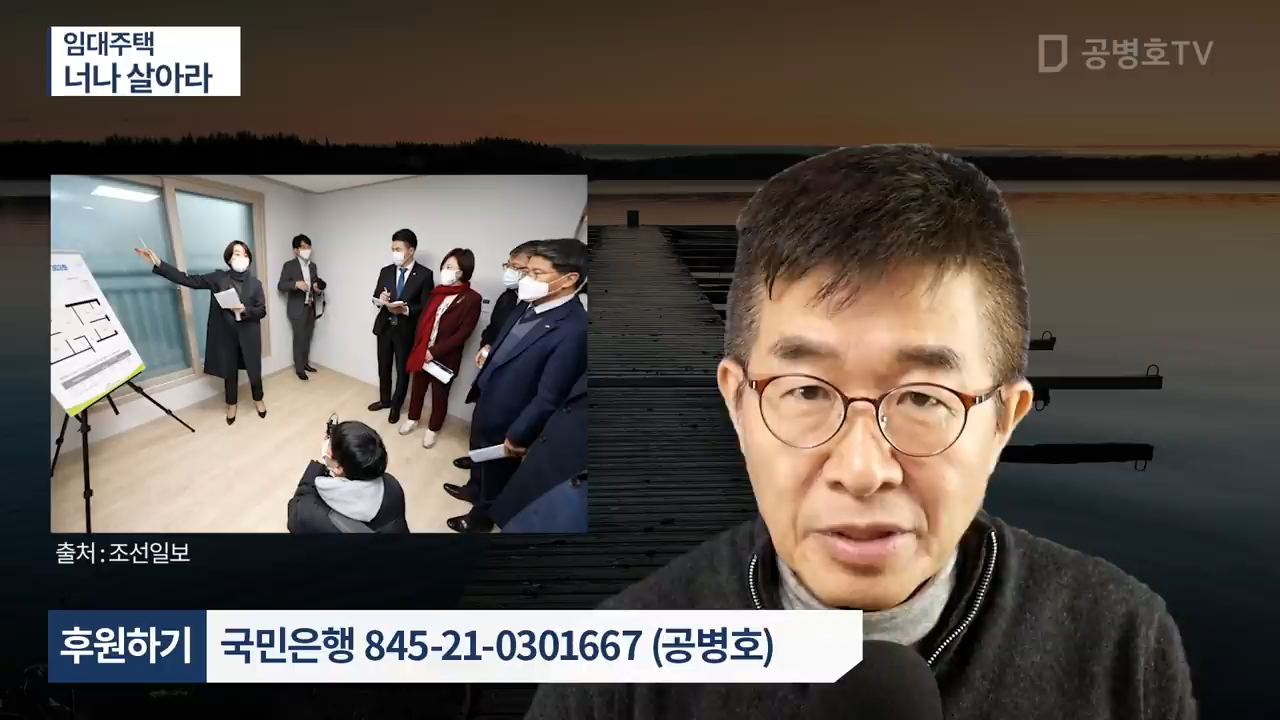 임대주택
너나 살아라
공병호TV
출처 : 조선일보
후원하기
국민은행 845-21-0301667 (공병호)